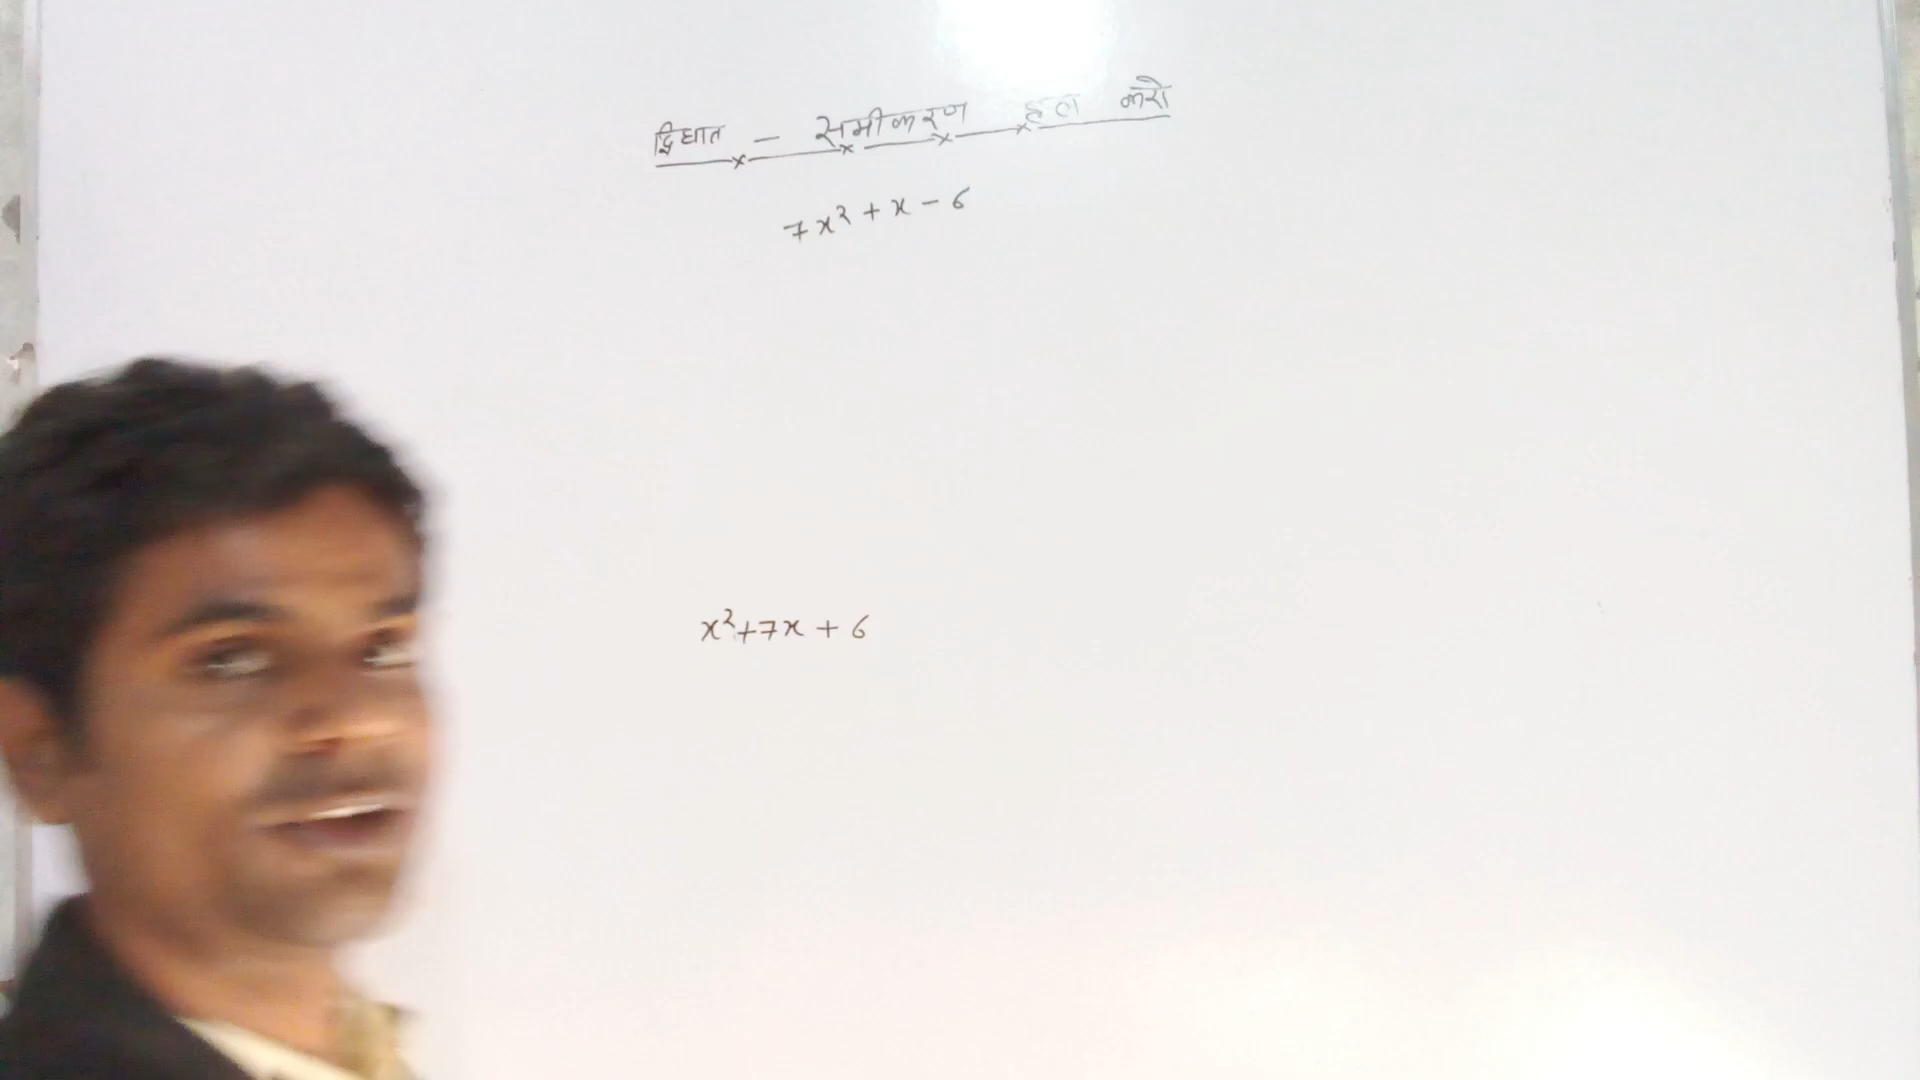 द्विघात - समीकरण हल करो
7x² + x - 6
x²+7x + 6